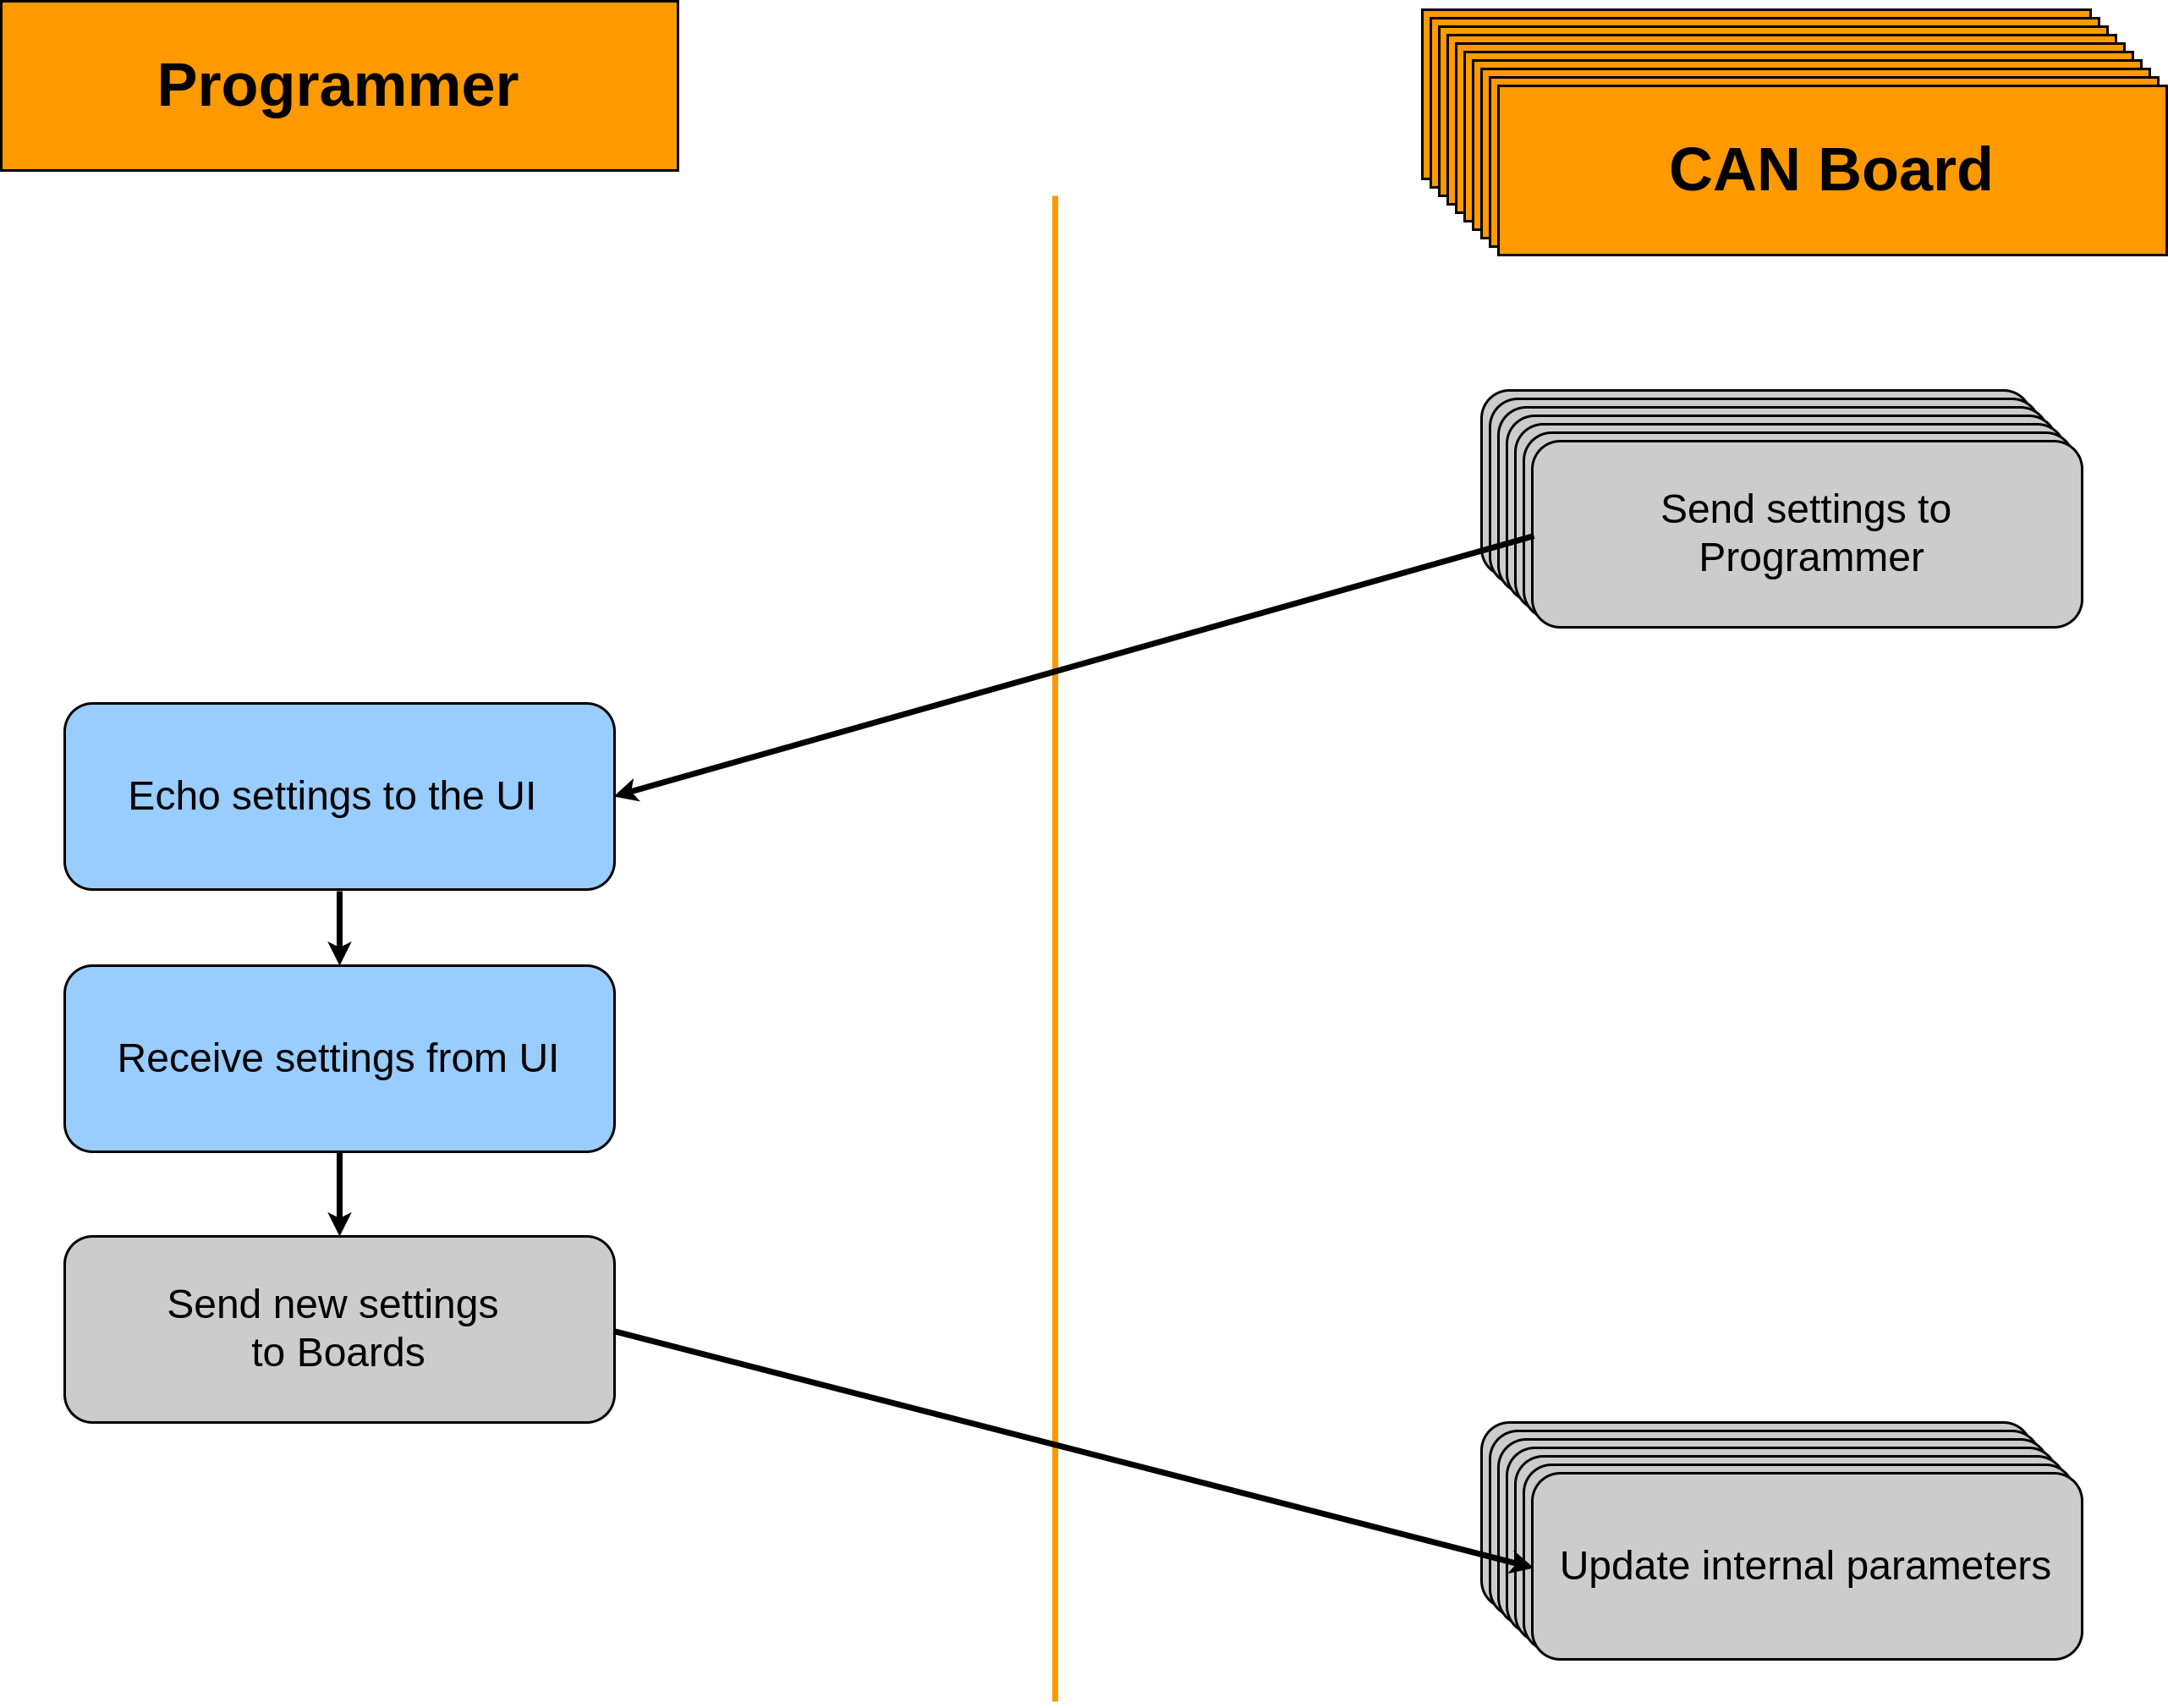 Programmer
CAN Board
Send settings to
Programmer
Echo settings to the UI
Receive settings from UI
Send new settings
to Boards
Update internal parameters